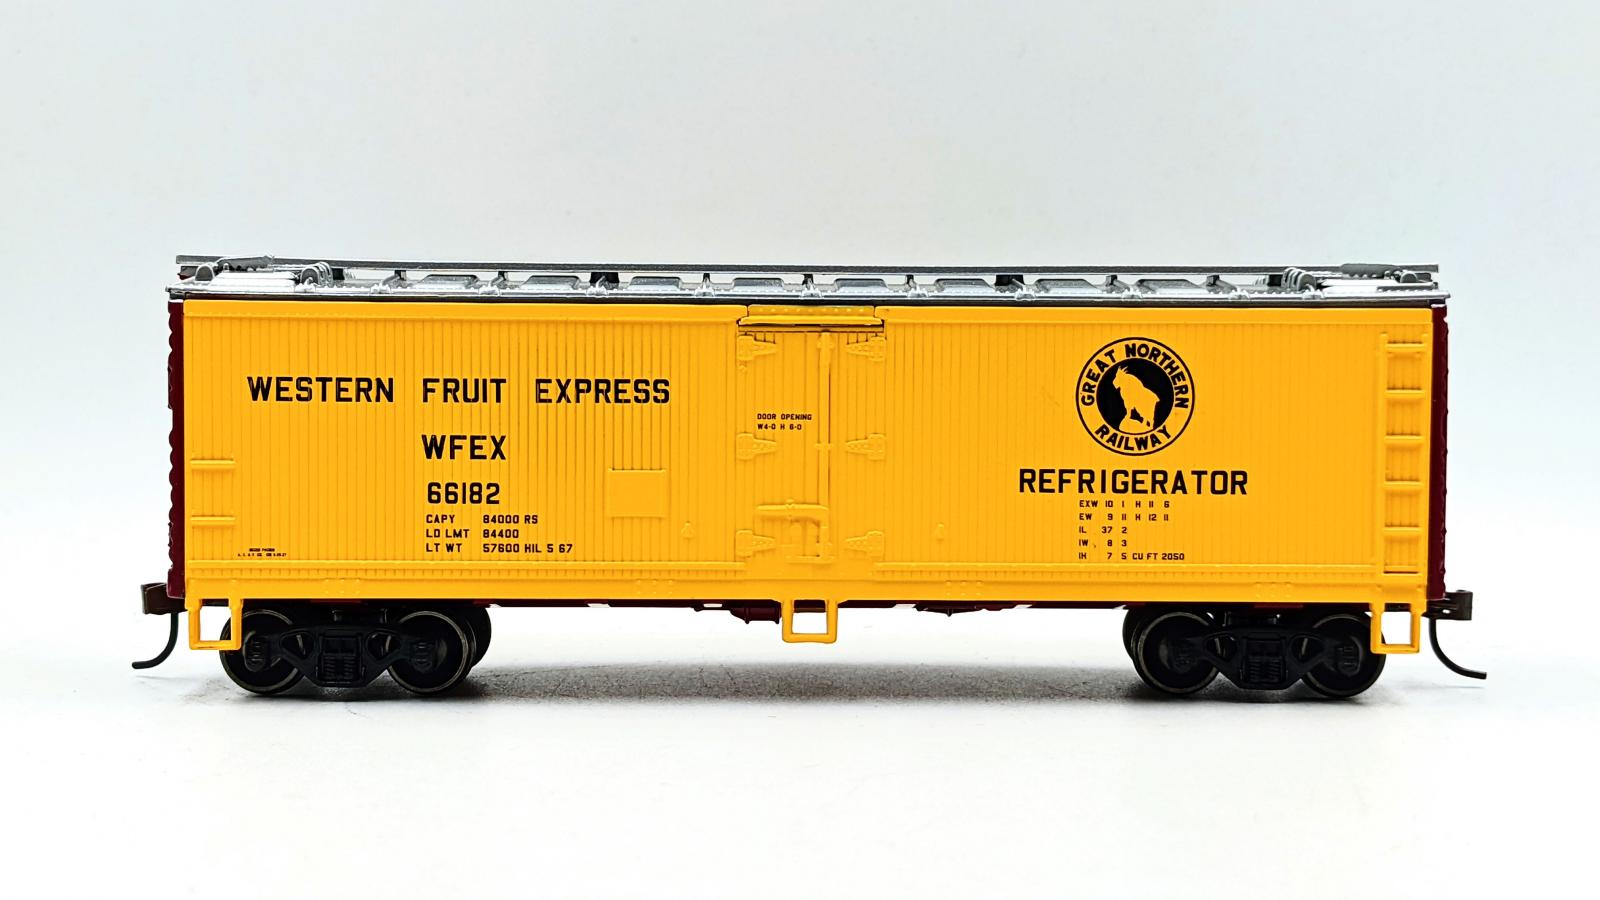 WESTERN FRUIT EXPRESS
WFEX
66182
CAPY 84000 RS
LD LMT 84400
LT WT 57600 HIL 5 67
DOOR OPENING
W4-0 H 6-0
GREAT NORTHERN
RAILWAY
REFRIGERATOR
EXW 10 1 H 11 6
EW 9 11 H 12 11
IL 37 2
IW 8 3
IH 7 5 CU FT 2050